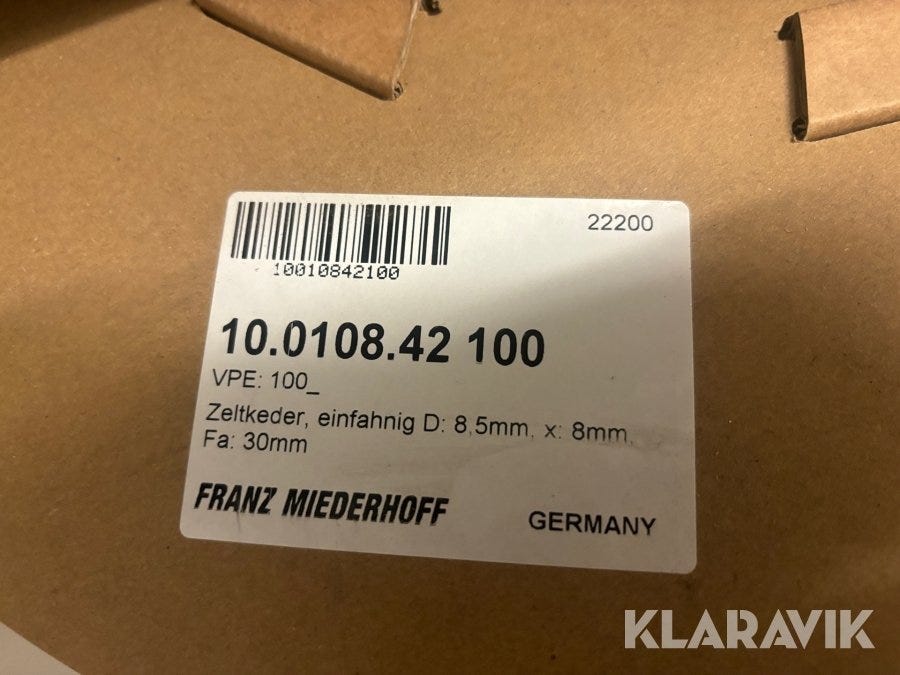 22200
10010842100
10.0108.42 100
VPE: 100_
Zeltkeder, einfahnig D: 8,5mm, x: 8mm,
Fa: 30mm
FRANZ MIEDERHOFF
GERMANY
KLARAVIK